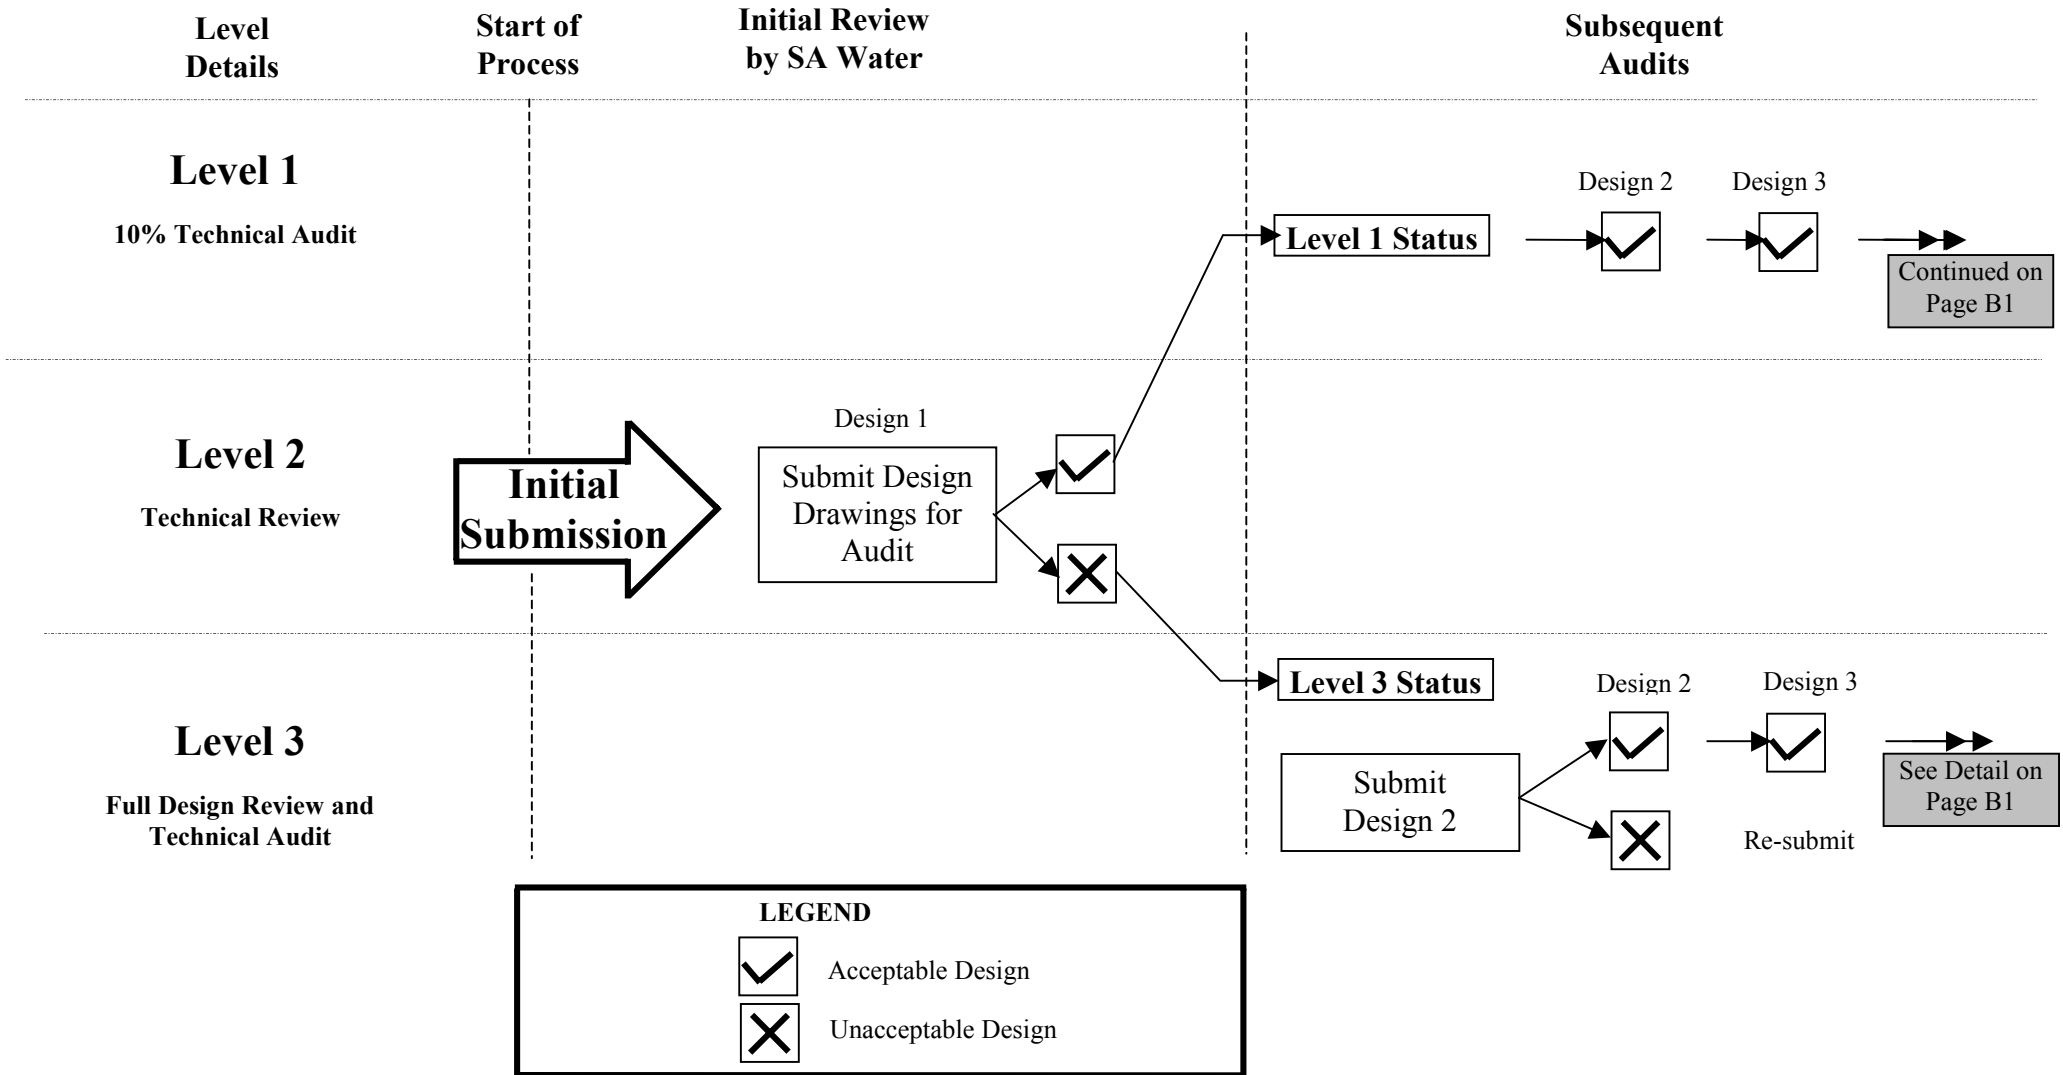 Level
Details
Start of
Process
Initial Review
by SA Water
Subsequent
Audits
Level 1
10% Technical Audit
Level 1 Status
Design 2
Design 3
Continued on
Page B1
Level 2
Technical Review
Initial
Submission
Design 1
Submit Design
Drawings for
Audit
Level 3
Full Design Review and
Technical Audit
Level 3 Status
Submit
Design 2
Design 2
Design 3
Re-submit
See Detail on
Page B1
LEGEND
Acceptable Design
Unacceptable Design